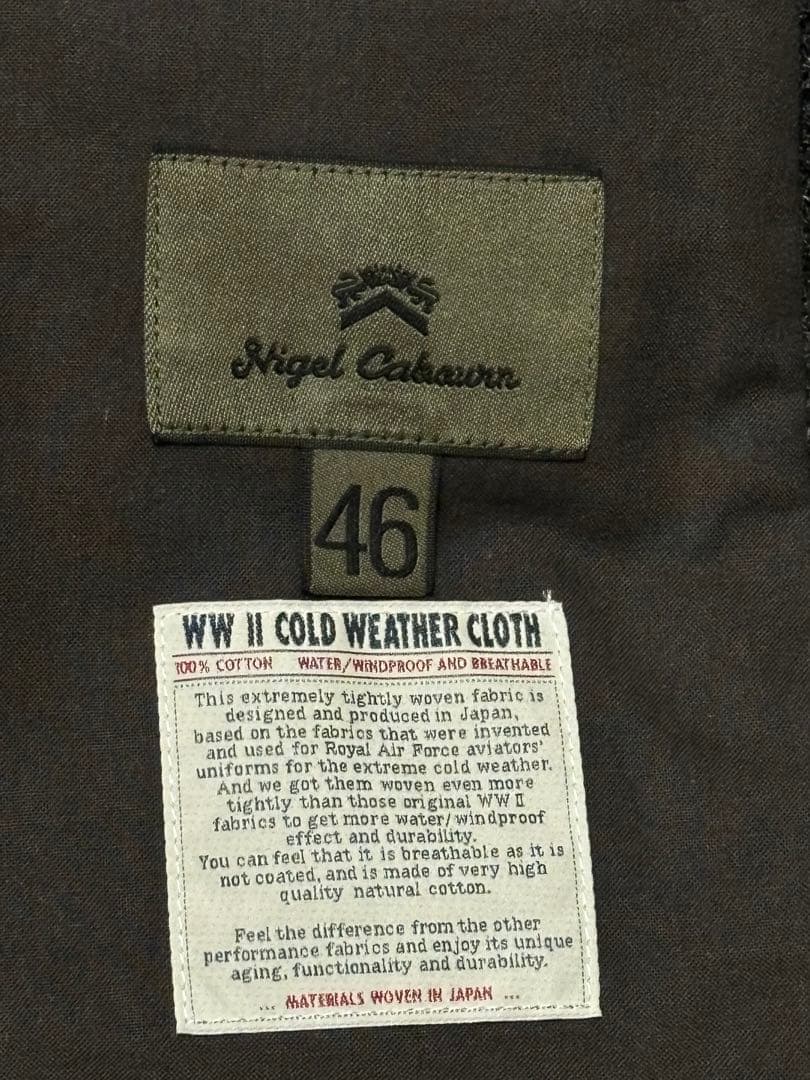 Nigel Cabourn
46
WW II COLD WEATHER CLOTH
100% COTTON WATER/WINDPROOF AND BREATHABLE
This extremely tightly woven fabric is
designed and produced in Japan,
based on the fabrics that were invented
and used for Royal Air Force aviators'
uniforms for the extreme cold weather.
And we got them woven even more
tightly than those original WW II
fabrics to get more water/windproof
effect and durability.
You can feel that it is breathable as it is
not coated, and is made of very high
quality natural cotton.
Feel the difference from the other
performance fabrics and enjoy its unique
aging, functionality and durability.
... MATERIALS WOVEN IN JAPAN ...